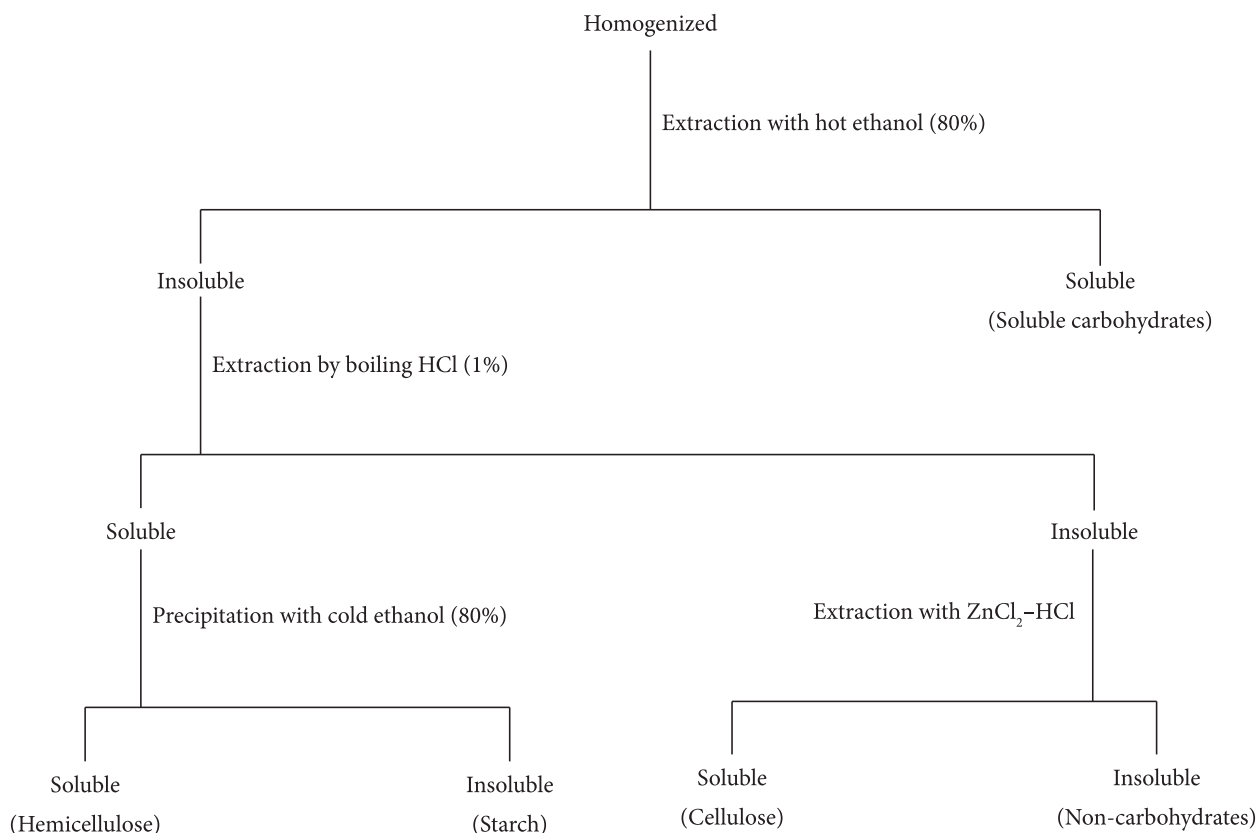 Homogenized
Extraction with hot ethanol (80%)
Insoluble
Soluble
(Soluble carbohydrates)
Extraction by boiling HCl (1%)
Soluble
Insoluble
Precipitation with cold ethanol (80%)
Extraction with ZnCl₂–HCl
Soluble
(Hemicellulose)
Insoluble
(Starch)
Soluble
(Cellulose)
Insoluble
(Non-carbohydrates)